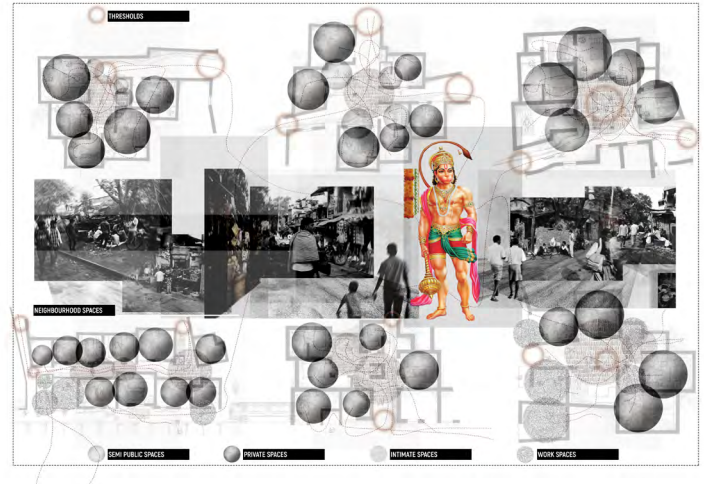 THRESHOLDS
NEIGHBOURHOOD SPACES
SEMI PUBLIC SPACES
PRIVATE SPACES
INTIMATE SPACES
WORK SPACES